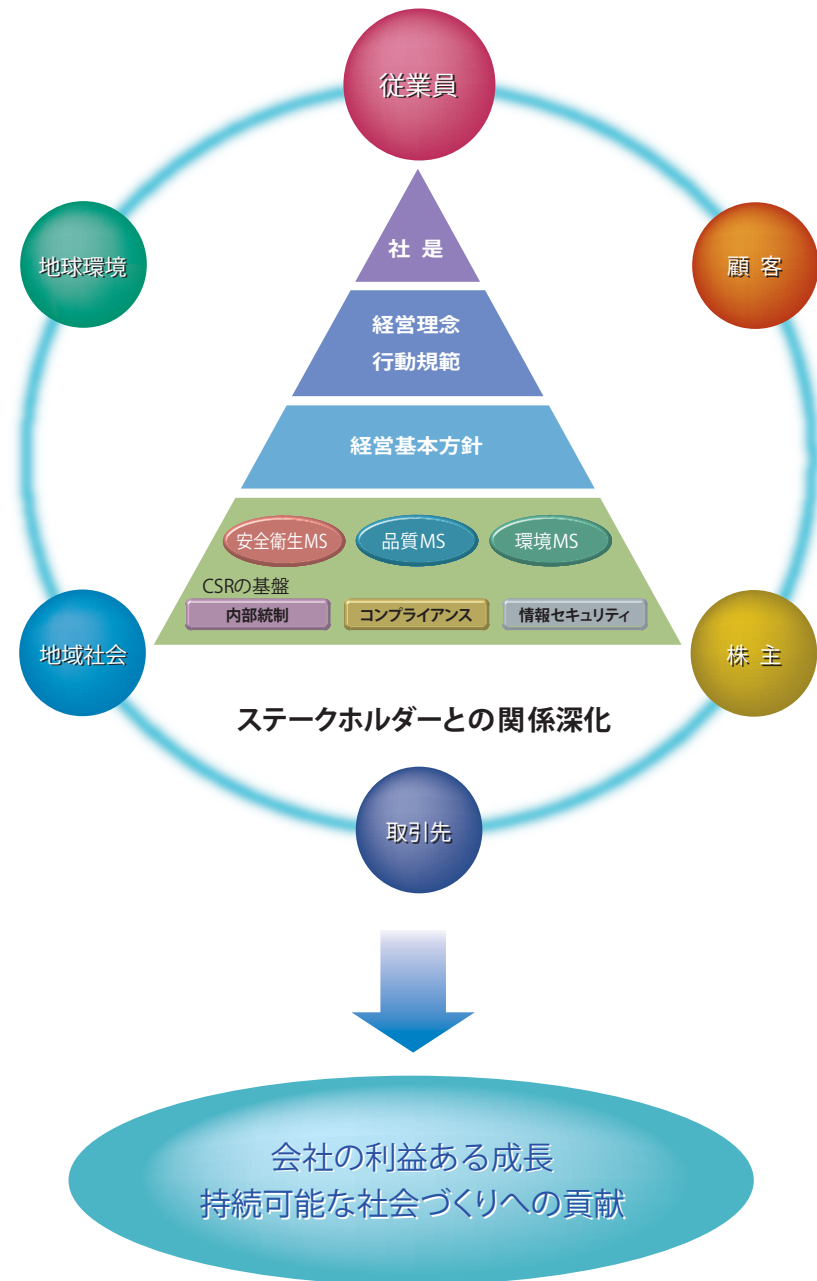 従業員
地球環境
顧 客
社 是
経営理念
行動規範
経営基本方針
安全衛生MS
品質MS
環境MS
CSRの基盤
内部統制
コンプライアンス
情報セキュリティ
地域社会
株 主
ステークホルダーとの関係深化
取引先
会社の利益ある成長
持続可能な社会づくりへの貢献